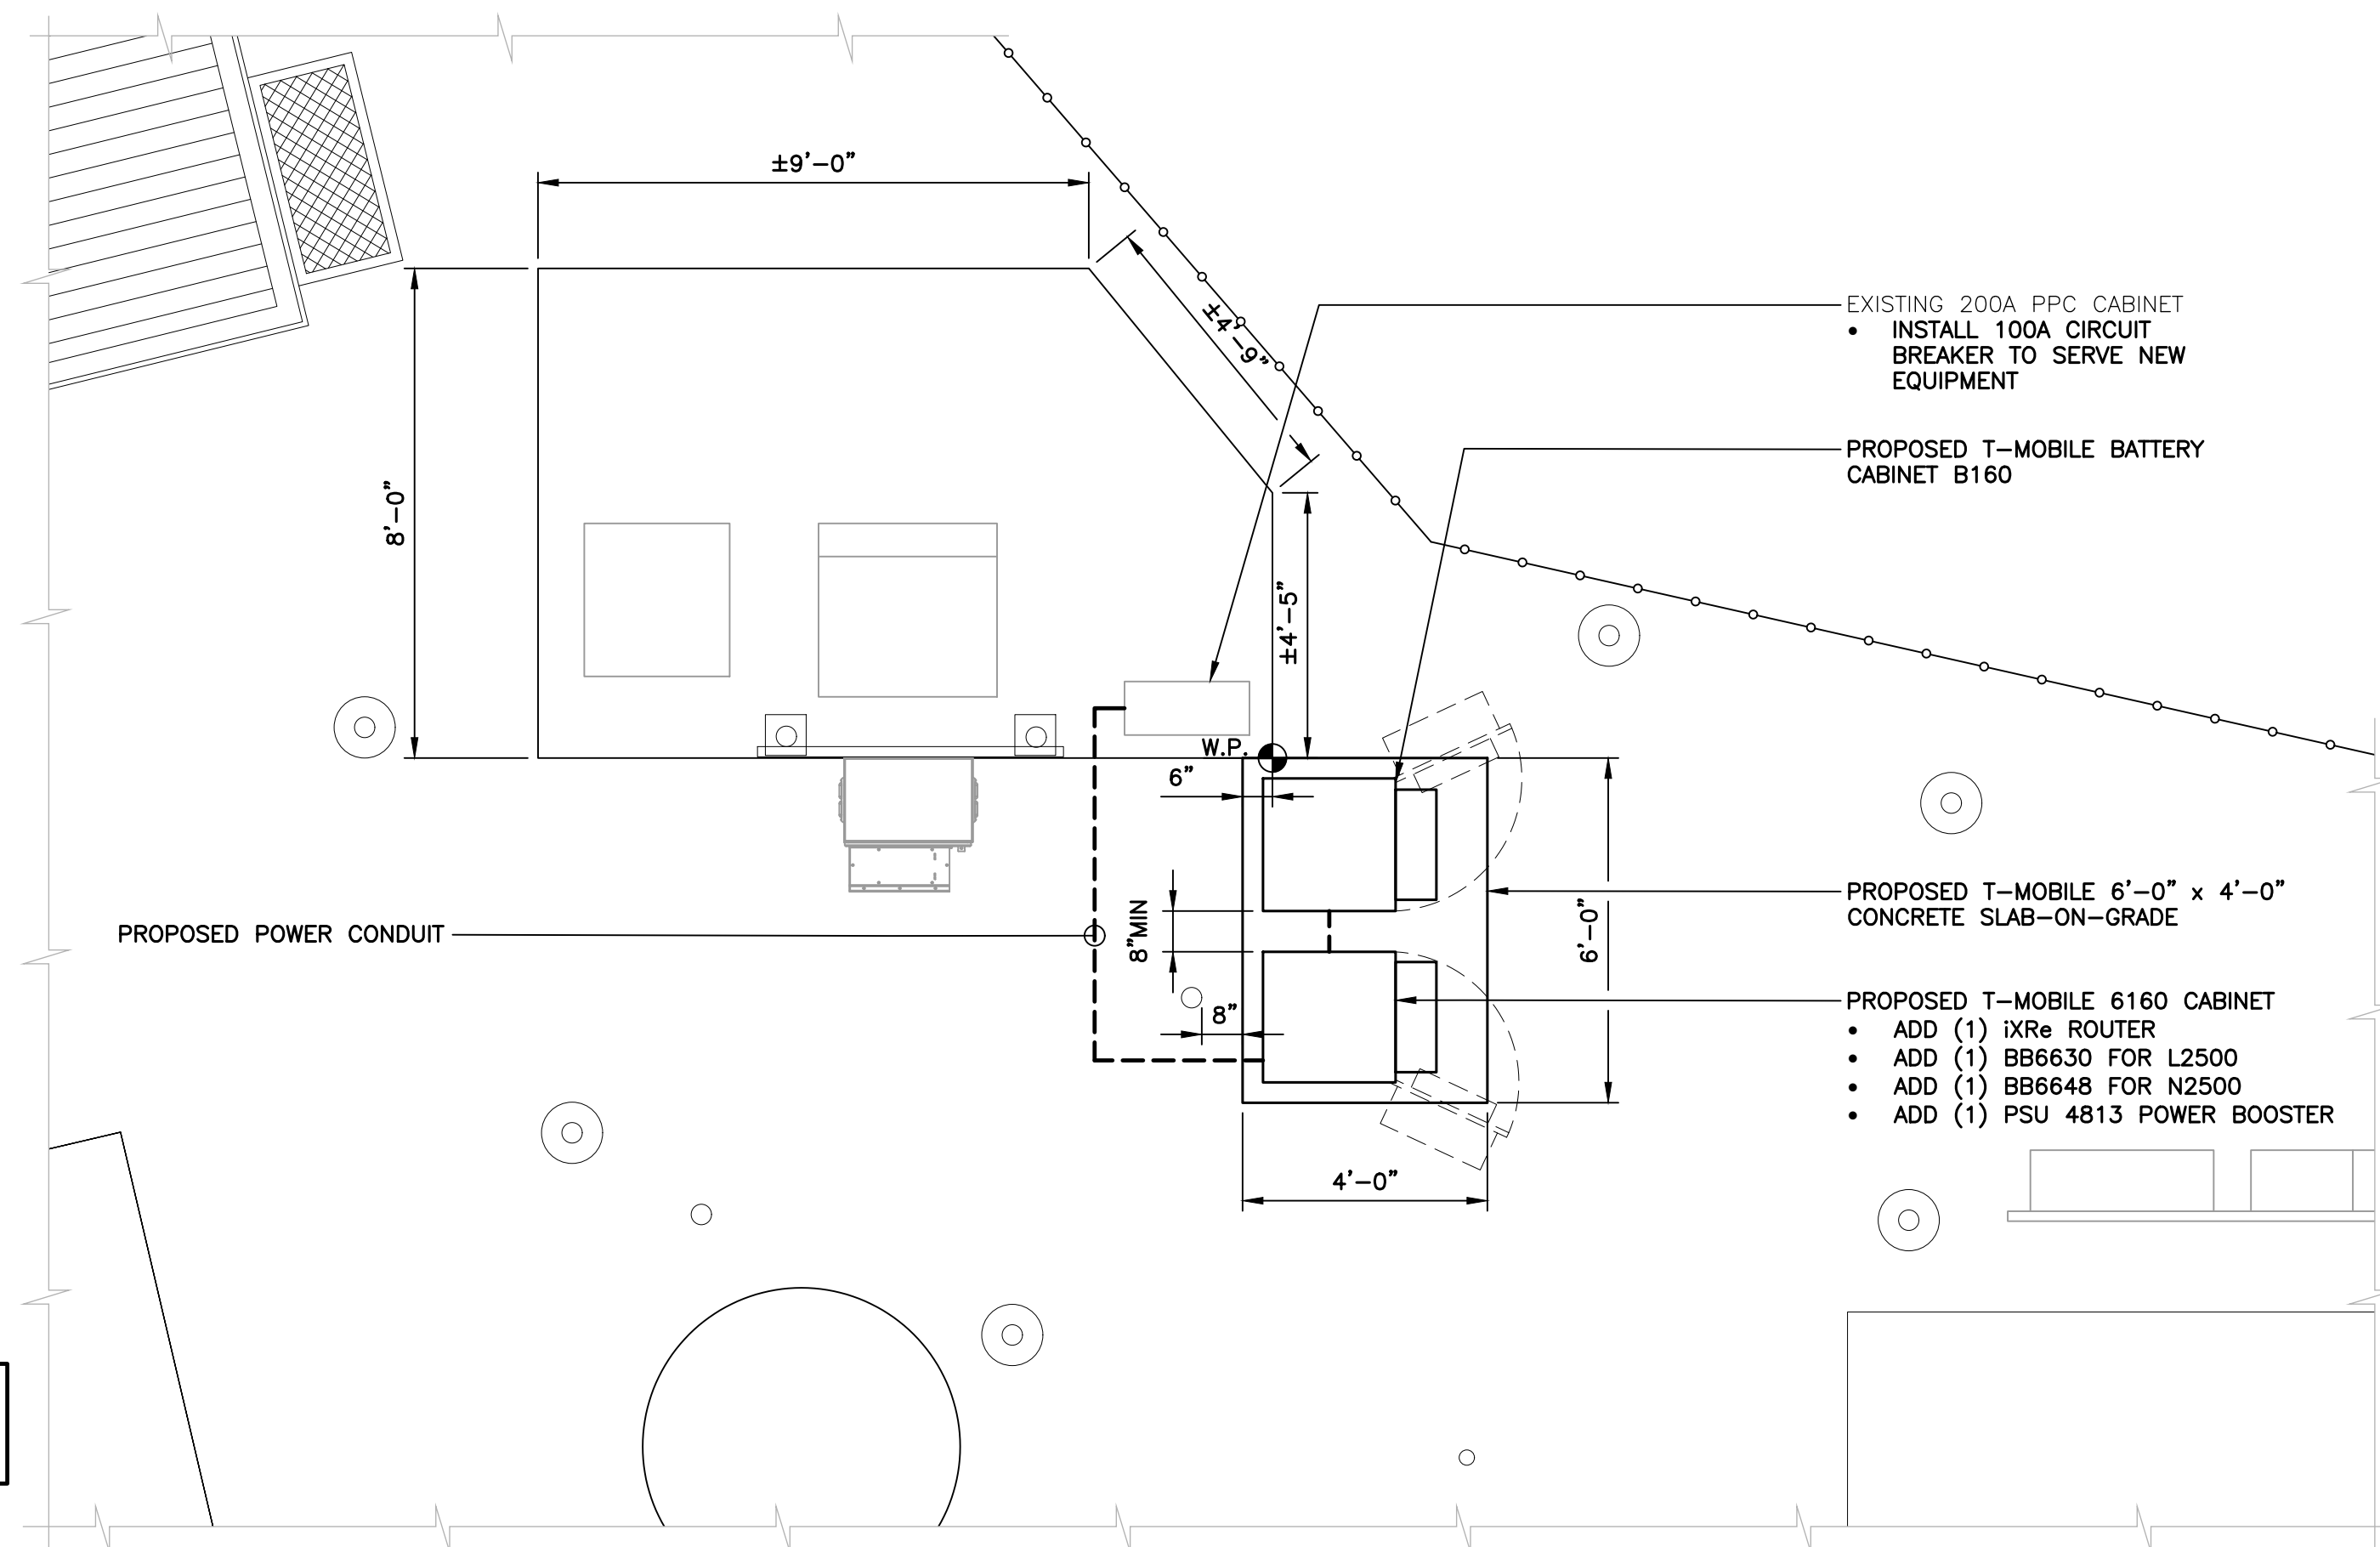 ±9'-0"
±4'-9"
EXISTING 200A PPC CABINET
• INSTALL 100A CIRCUIT
BREAKER TO SERVE NEW
EQUIPMENT
PROPOSED T-MOBILE BATTERY
CABINET B160
8'-0"
±4'-5"
W.P.
6"
PROPOSED T-MOBILE 6'-0" x 4'-0"
CONCRETE SLAB-ON-GRADE
PROPOSED POWER CONDUIT
8"MIN
6'-0"
8"
PROPOSED T-MOBILE 6160 CABINET
• ADD (1) iXRe ROUTER
• ADD (1) BB6630 FOR L2500
• ADD (1) BB6648 FOR N2500
• ADD (1) PSU 4813 POWER BOOSTER
4'-0"